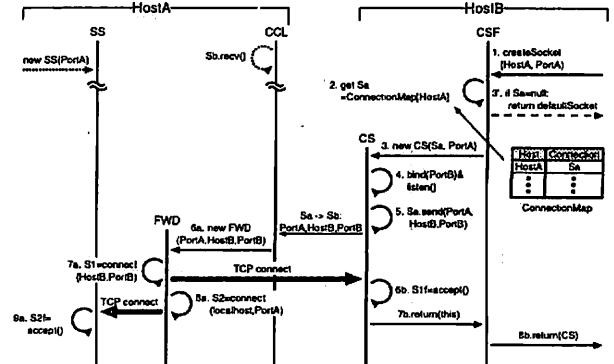 HostA
HostB
SS
CCL
CSF
new SS(PortA)
Sb.recv()
1. createSocket
(HostA, PortA)
2. get Sa
=ConnectionMap(HostA)
3'. if Sa=null:
return defaultSocket
CS
3. new CS(Sa, PortA)
Host Connection
HostA Sa
ConnectionMap
4. bind(PortB)&
listen()
Sa -> Sb:
PortA,HostB,PortB
5. Sa.send(PortA,
HostB,PortB)
FWD
6a. new FWD
(PortA,HostB,PortB)
7a. S1=connect
(HostB,PortB)
TCP connect
6b. S1'=accept()
TCP connect
8a. S2=connect
(localhost,PortA)
9a. S2'=
accept()
7b.return(this)
8b.return(CS)